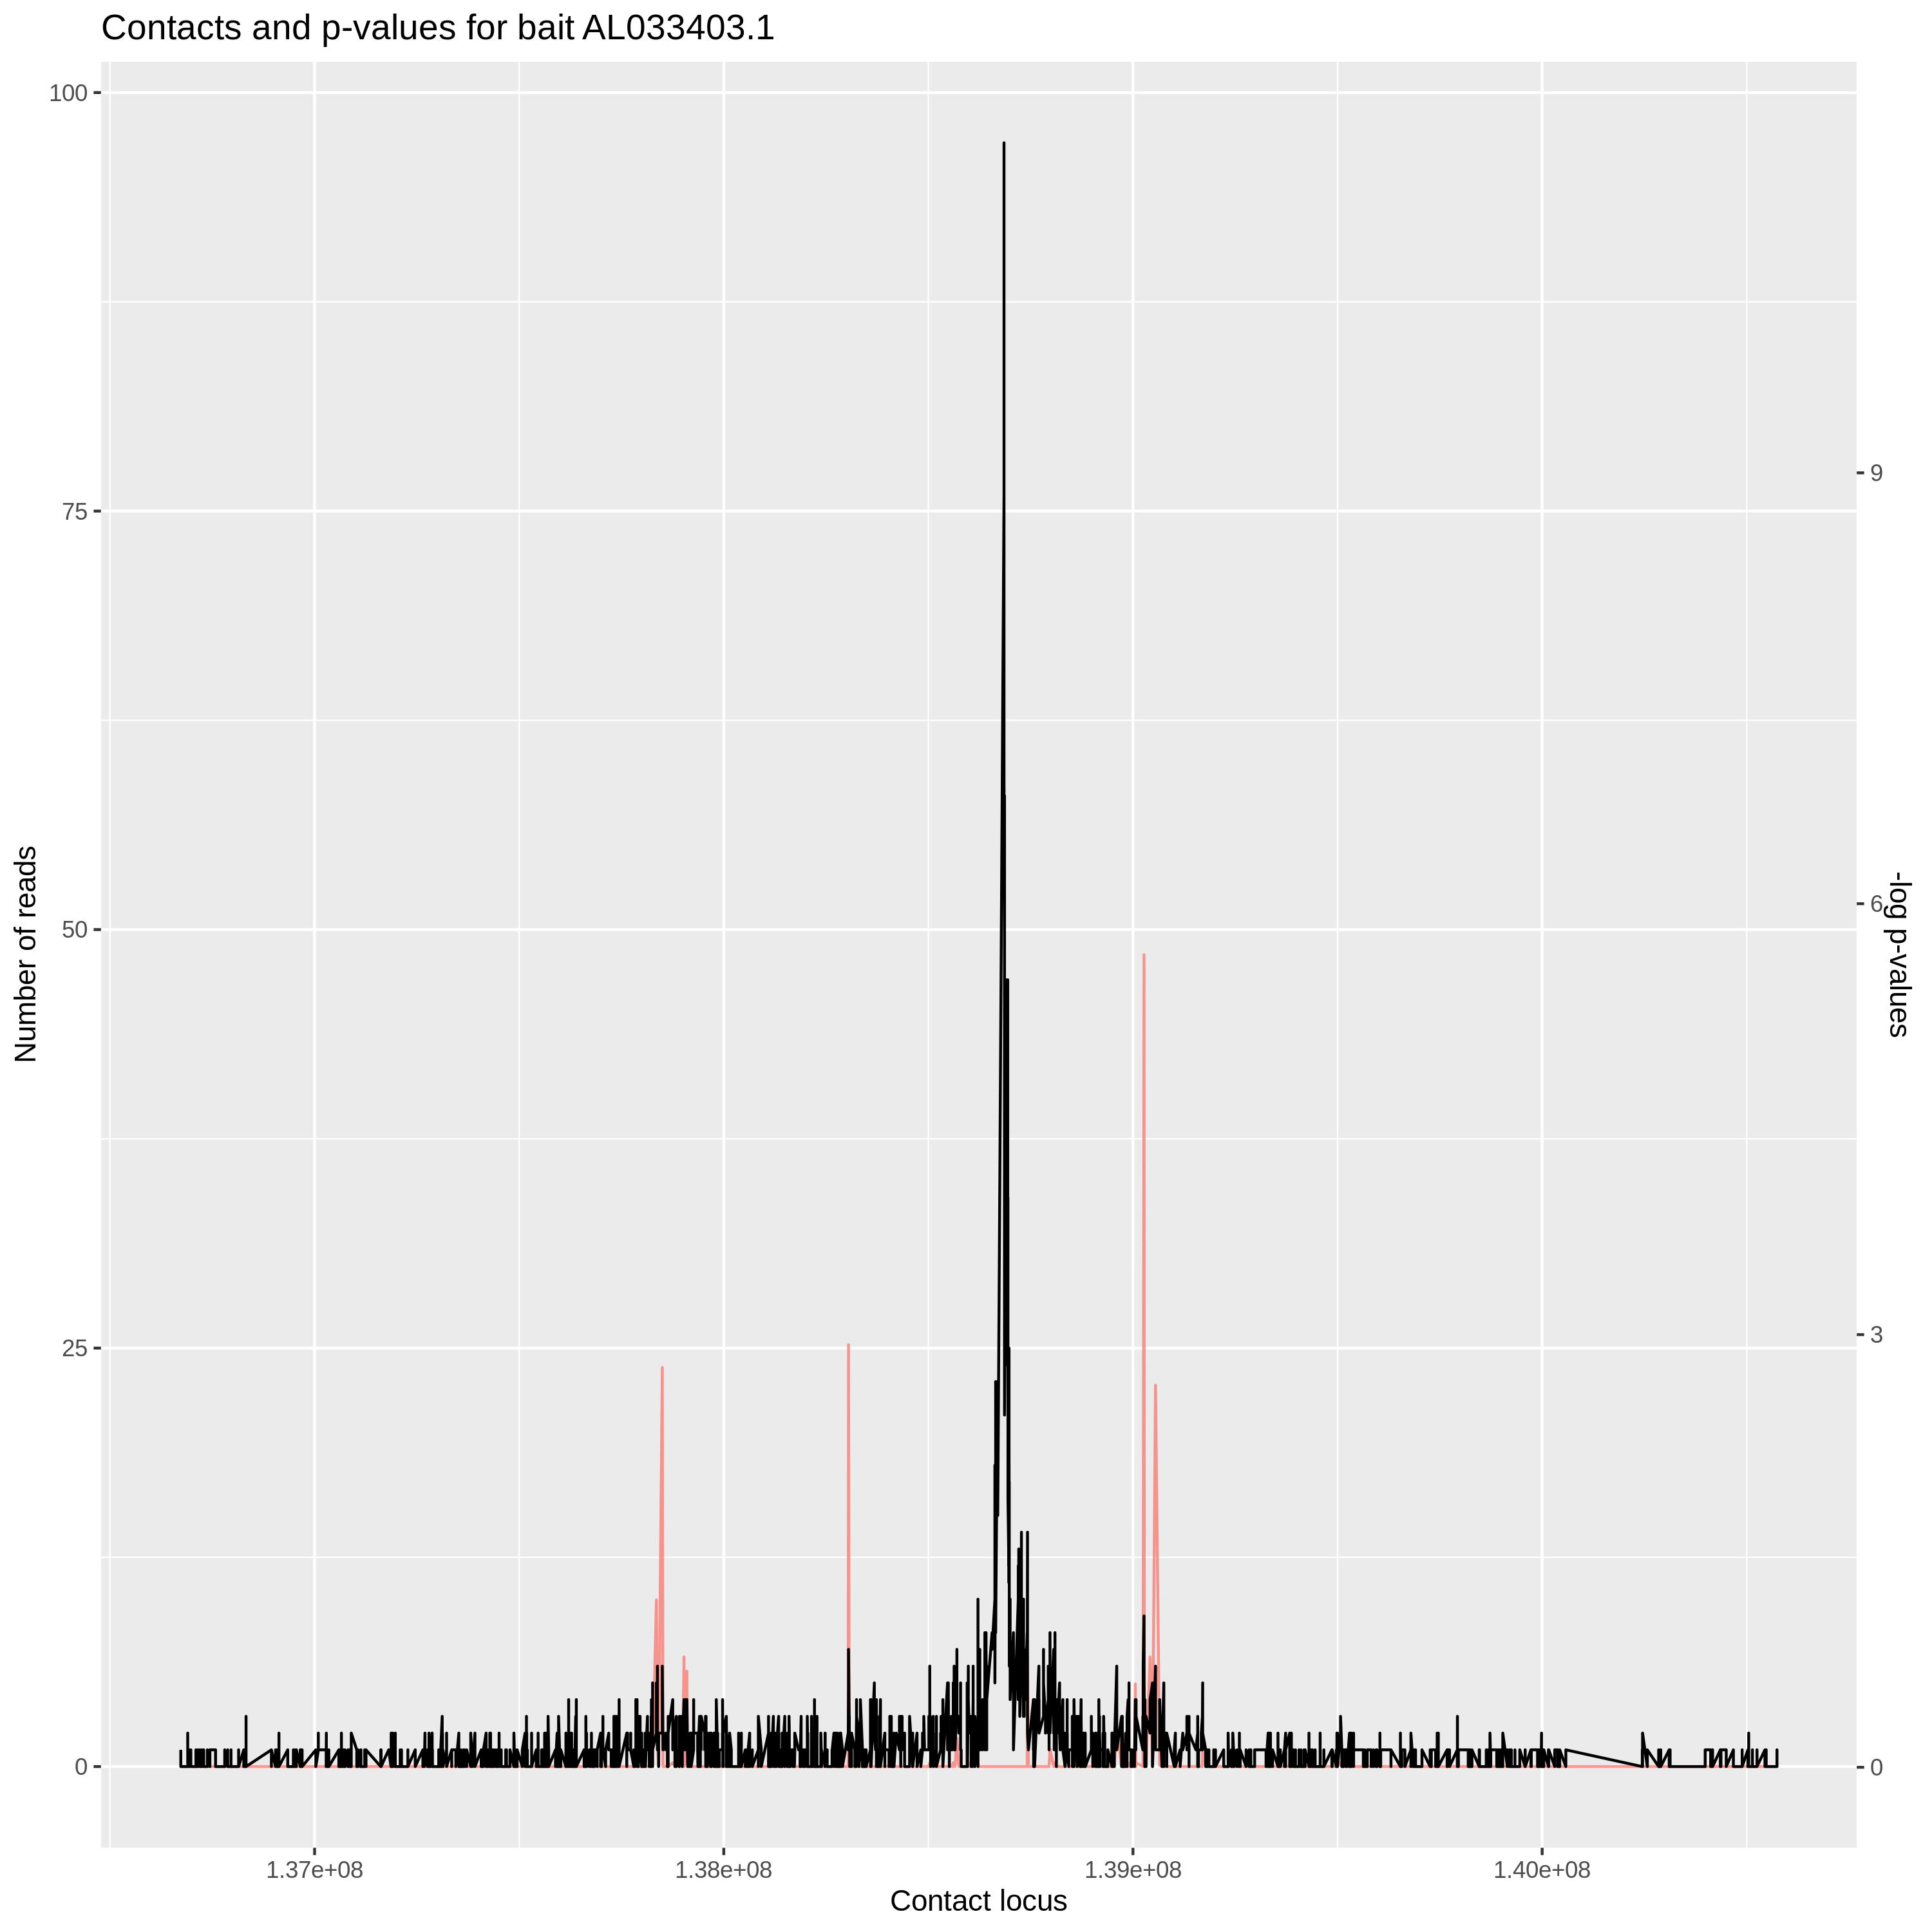 Contacts and p-values for bait AL033403.1
100
75
50
25
0
Number of reads
9
6
3
0
-log p-values
1.37e+08
1.38e+08
1.39e+08
1.40e+08
Contact locus